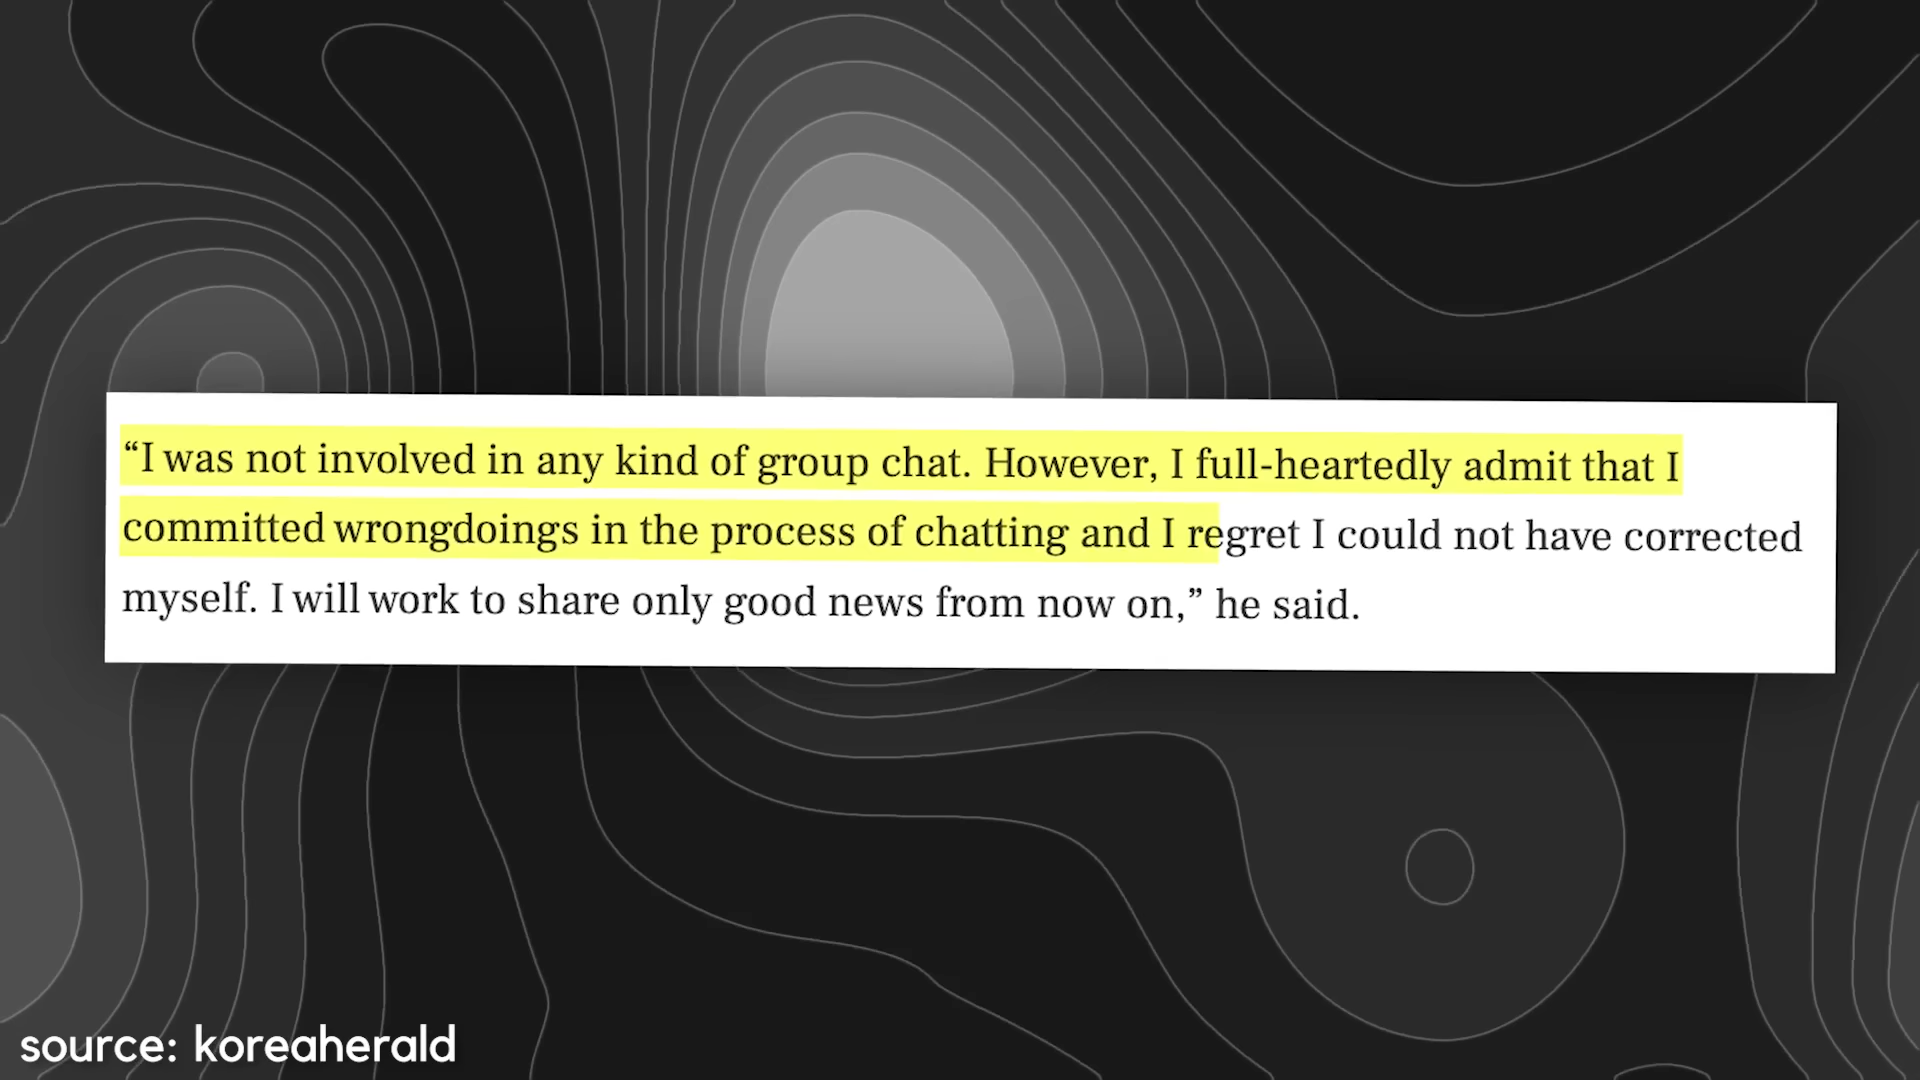 “I was not involved in any kind of group chat. However, I full-heartedly admit that I
committed wrongdoings in the process of chatting and I regret I could not have corrected
myself. I will work to share only good news from now on,” he said.
source: koreaherald